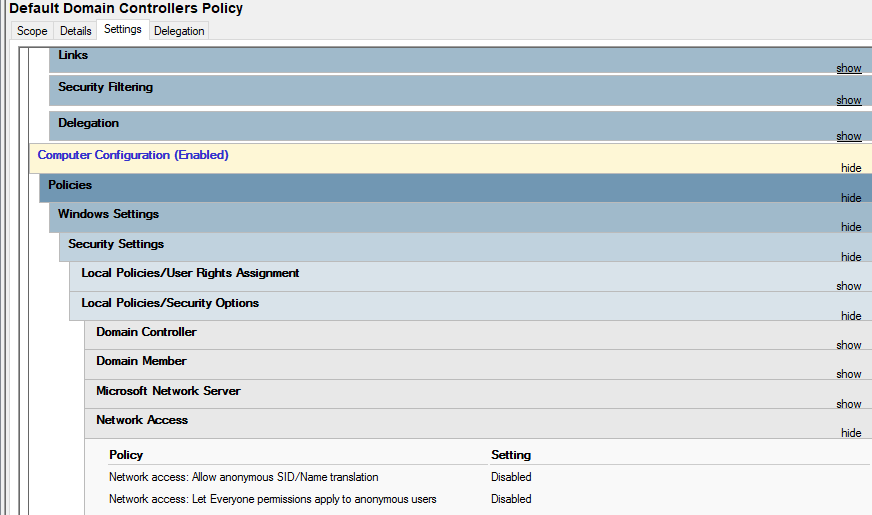 Default Domain Controllers Policy
Scope Details Settings Delegation
Links
show
Security Filtering
show
Delegation
show
Computer Configuration (Enabled)
hide
Policies
hide
Windows Settings
hide
Security Settings
hide
Local Policies/User Rights Assignment
show
Local Policies/Security Options
hide
Domain Controller
show
Domain Member
show
Microsoft Network Server
show
Network Access
hide
Policy Setting
Network access: Allow anonymous SID/Name translation Disabled
Network access: Let Everyone permissions apply to anonymous users Disabled